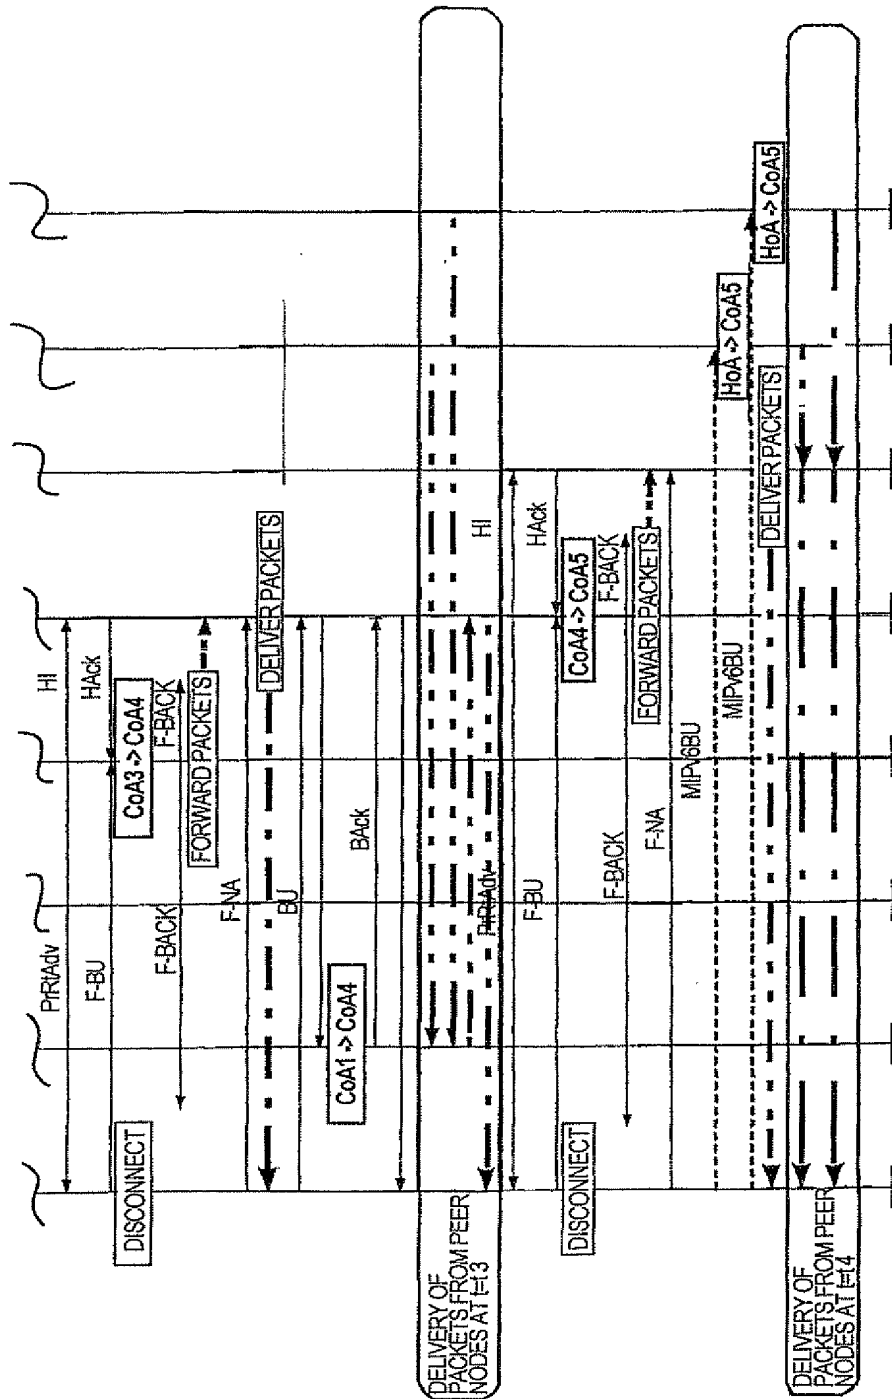 PrRtAdv
HI
F-BU
HAck
DISCONNECT
CoA3 -> CoA4
F-BACK
F-BACK
FORWARD PACKETS
F-NA
DELIVER PACKETS
BU
CoA1 -> CoA4
BAck
DELIVERY OF
PACKETS FROM PEER
NODES AT t=t3
PrRtAdv
HI
F-BU
HAck
DISCONNECT
CoA4 -> CoA5
F-BACK
F-BACK
FORWARD PACKETS
F-NA
MIPv6BU
HoA -> CoA5
MIPv6BU
HoA -> CoA5
DELIVER PACKETS
DELIVERY OF
PACKETS FROM PEER
NODES AT t=t4